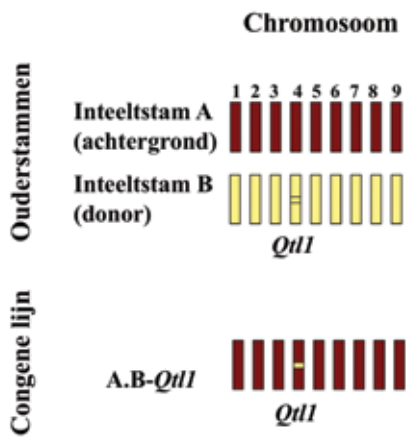 Chromosoom
1 2 3 4 5 6 7 8 9
Ouderstammen
Inteeltstam A
(achtergrond)
Inteeltstam B
(donor)
Qtl1
Congene lijn
A.B-Qtl1
Qtl1